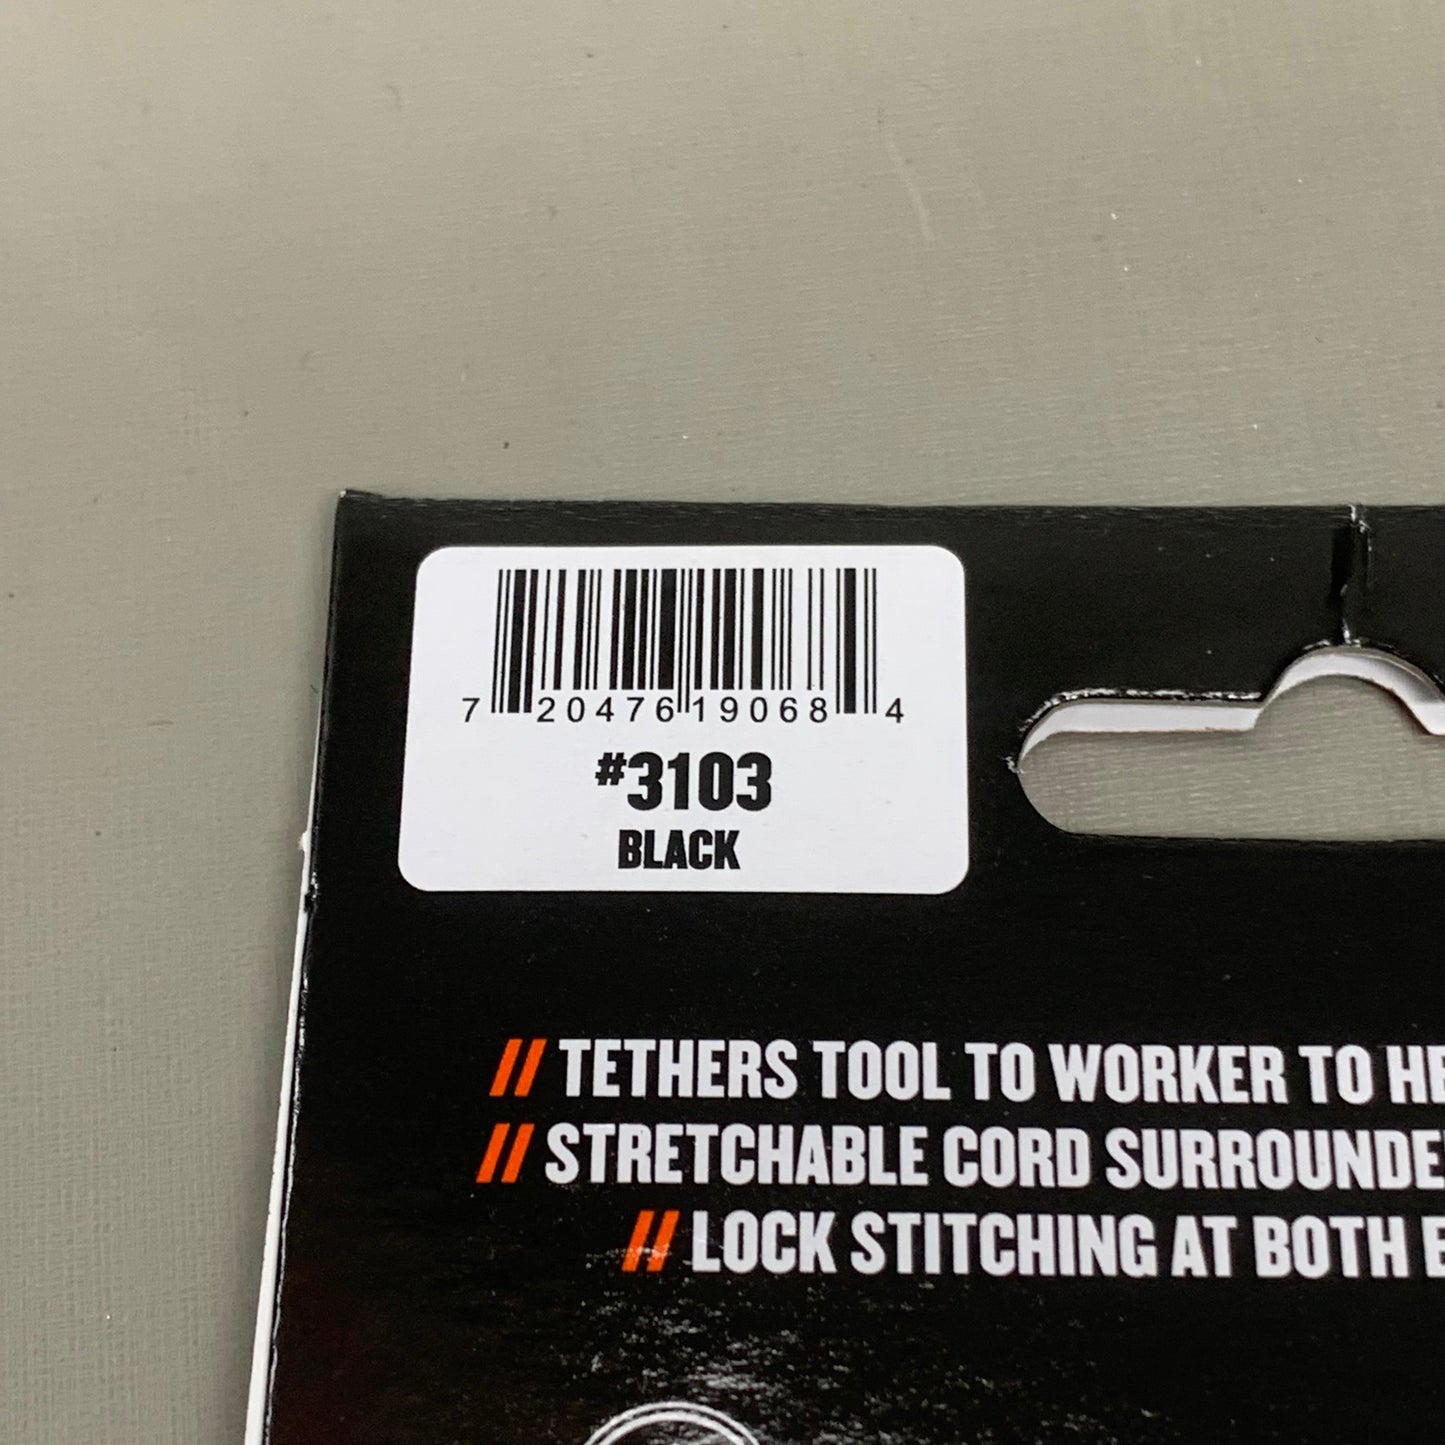 7 20476 19068 4
#3103
BLACK
// TETHERS TOOL TO WORKER TO
// STRETCHABLE CORD
// LOCK STITCHING AT BOTH